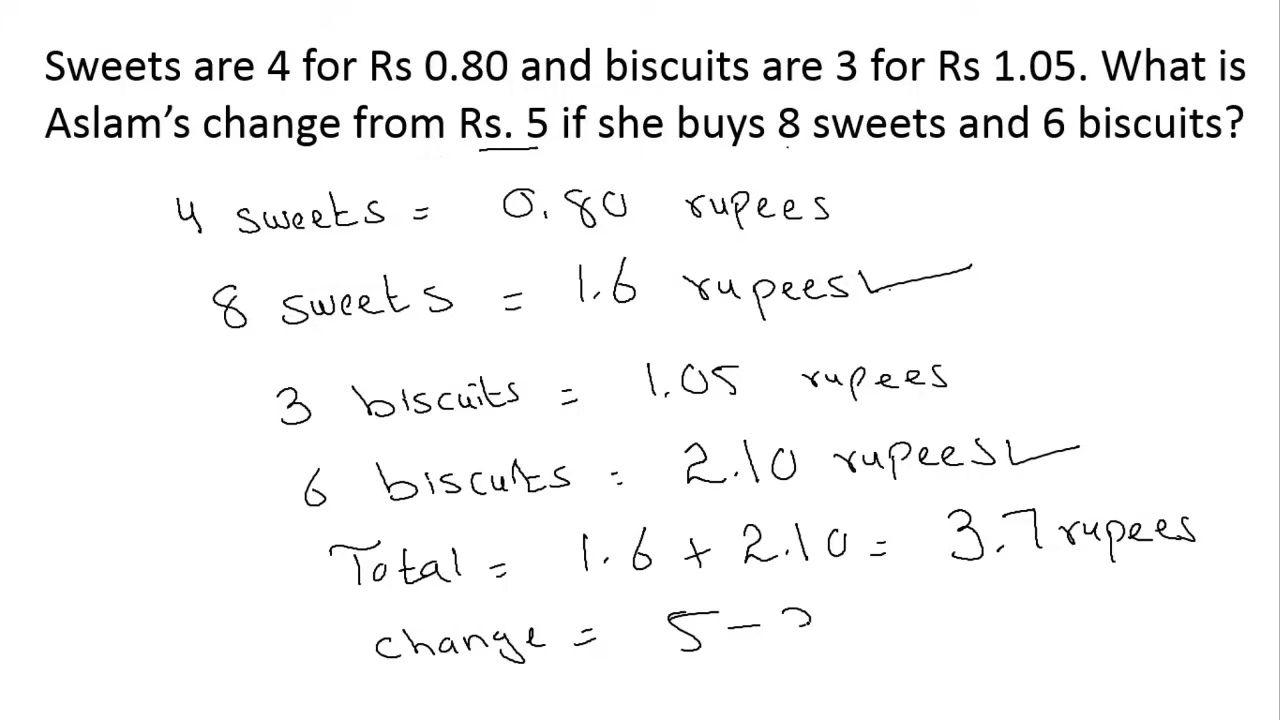 Sweets are 4 for Rs 0.80 and biscuits are 3 for Rs 1.05. What is
Aslam’s change from Rs. 5 if she buys 8 sweets and 6 biscuits?
4 sweets = 0.80 rupees
8 sweets = 1.6 rupees
3 biscuits = 1.05 rupees
6 biscuits = 2.10 rupees
Total = 1.6 + 2.10 = 3.7 rupees
change = 5 –